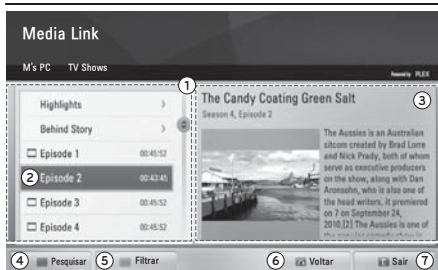 Media Link
M's PC TV Shows
Powered by PLEX
1
Highlights
Behind Story
Episode 1 00:45:52
2 Episode 2 00:43:45
Episode 3 00:45:52
Episode 4 00:45:52
The Candy Coating Green Salt 3
Season 4, Episode 2
The Aussies is an Australian
sitcom created by Brad Lorre
and Nick Prady, both of whom
serve as executive producers
on the show, along with Dan
Aronsohn, who is also one of
the head writers. It premiered
on 7 on September 24,
2010.[2] The Aussies is one of
the popular comedy show in
4 Pesquisar 5 Filtrar 6 Voltar Sair 7